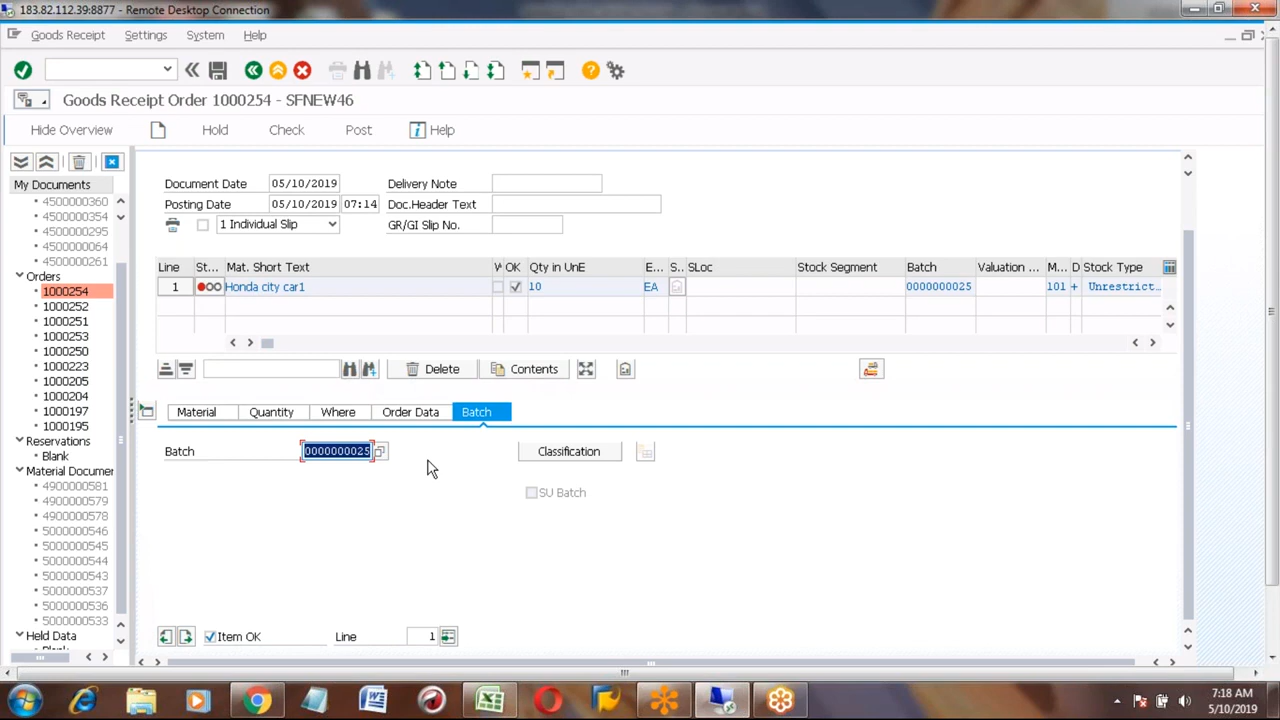 183.82.112.39:8877 - Remote Desktop Connection
Goods Receipt Settings System Help
Goods Receipt Order 1000254 - SFNEW46
Hide Overview Hold Check Post Help
My Documents
4500000360
4500000354
4500000295
4500000064
4500000261
Orders
1000254
1000252
1000251
1000253
1000250
1000223
1000205
1000204
1000197
1000195
Reservations
Blank
Material Documer
4900000581
4900000579
4900000578
5000000546
5000000545
5000000544
5000000543
5000000537
5000000536
5000000533
Held Data
Document Date 05/10/2019 Delivery Note
Posting Date 05/10/2019 07:14 Doc.Header Text
1 Individual Slip GR/GI Slip No.
Line St... Mat. Short Text V OK Qty in UnE E... S.. SLoc Stock Segment Batch Valuation ... M... D Stock Type
1 Honda city car1 10 EA 0000000025 101 + Unrestrict...
Delete Contents
Material Quantity Where Order Data Batch
Batch 0000000025 Classification
SU Batch
Item OK Line 1
7:18 AM
5/10/2019